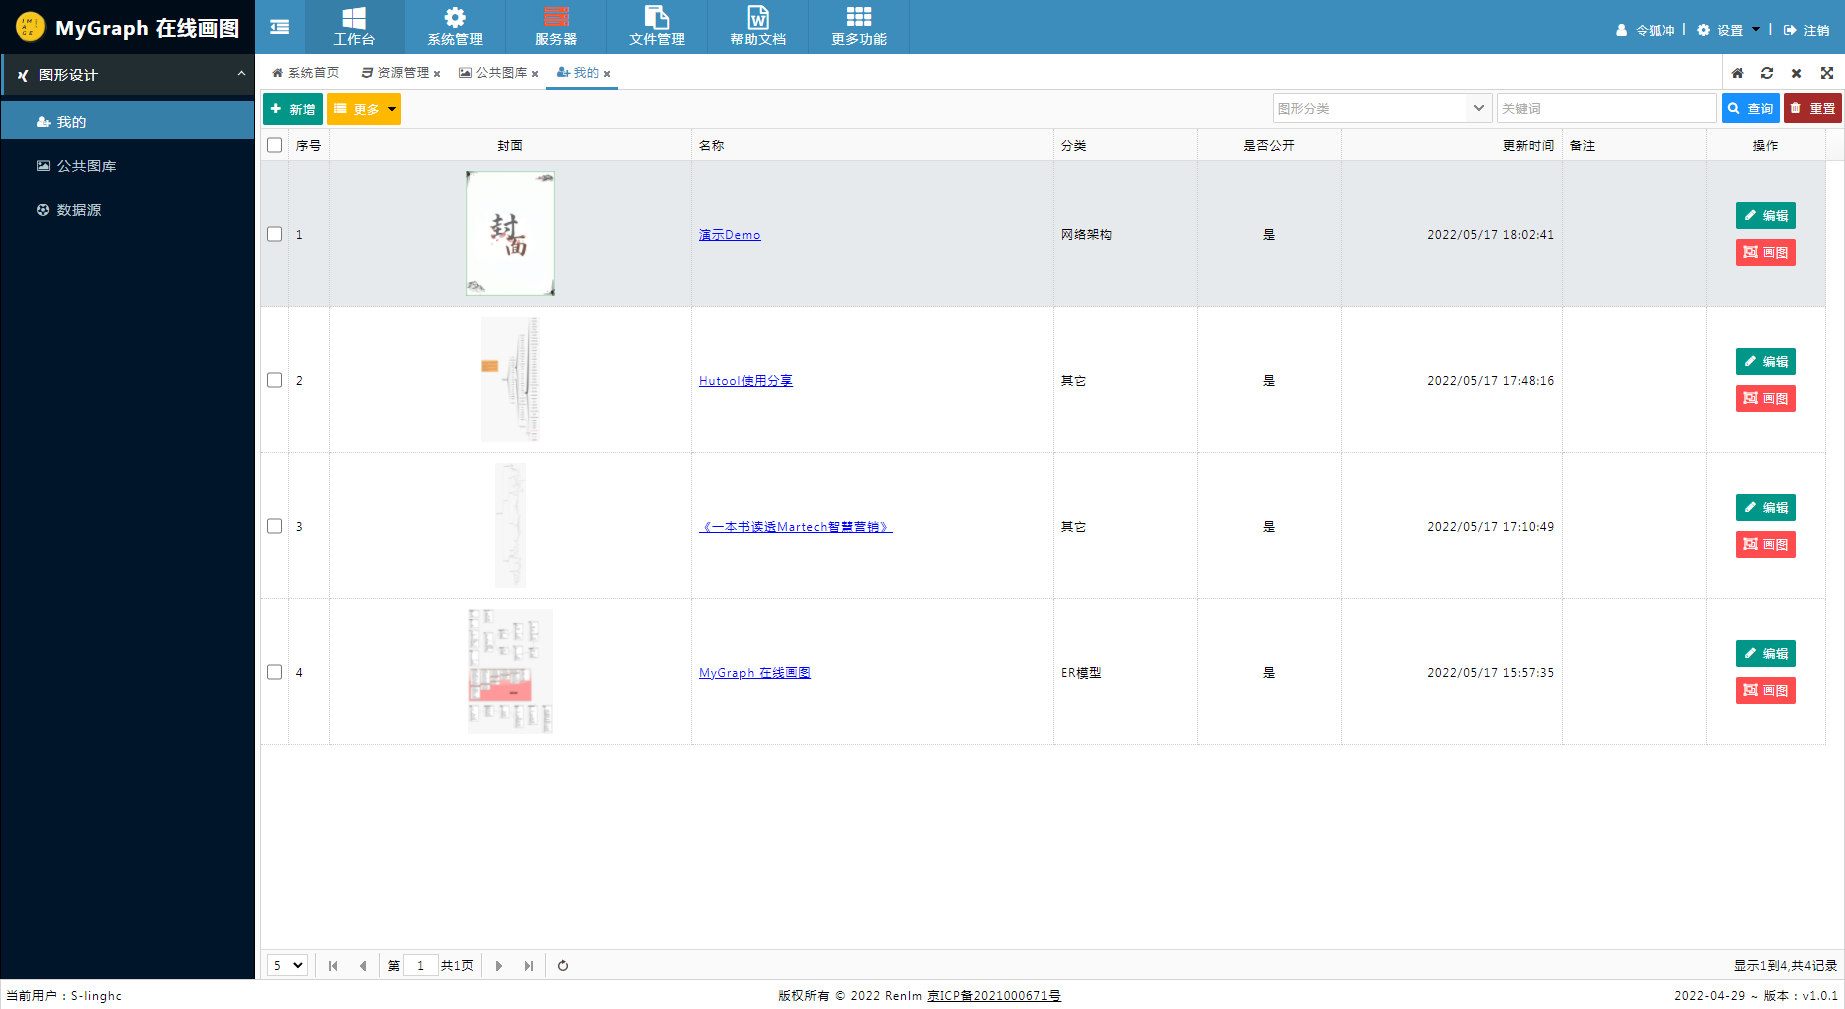 MyGraph 在线画图
工作台 系统管理 服务器 文件管理 帮助文档 更多功能
令狐冲 | 设置 | 注销
图形设计
我的
公共图库
数据源
系统首页 资源管理 公共图库 我的
新增 更多 图形分类 关键词 查询 重置
序号 封面 名称 分类 是否公开 更新时间 备注 操作
1 封面 演示Demo 网络架构 是 2022/05/17 18:02:41 编辑
画图
2 Hutool使用分享 其它 是 2022/05/17 17:48:16 编辑
画图
3 《一本书读透Martech智慧营销》 其它 是 2022/05/17 17:10:49 编辑
画图
4 MyGraph 在线画图 ER模型 是 2022/05/17 15:57:35 编辑
画图
5 第 1 共1页 显示1到4,共4记录
当前用户：S-linghc 版权所有 © 2022 Renlm 京ICP备2021000671号 2022-04-29 ~ 版本：v1.0.1